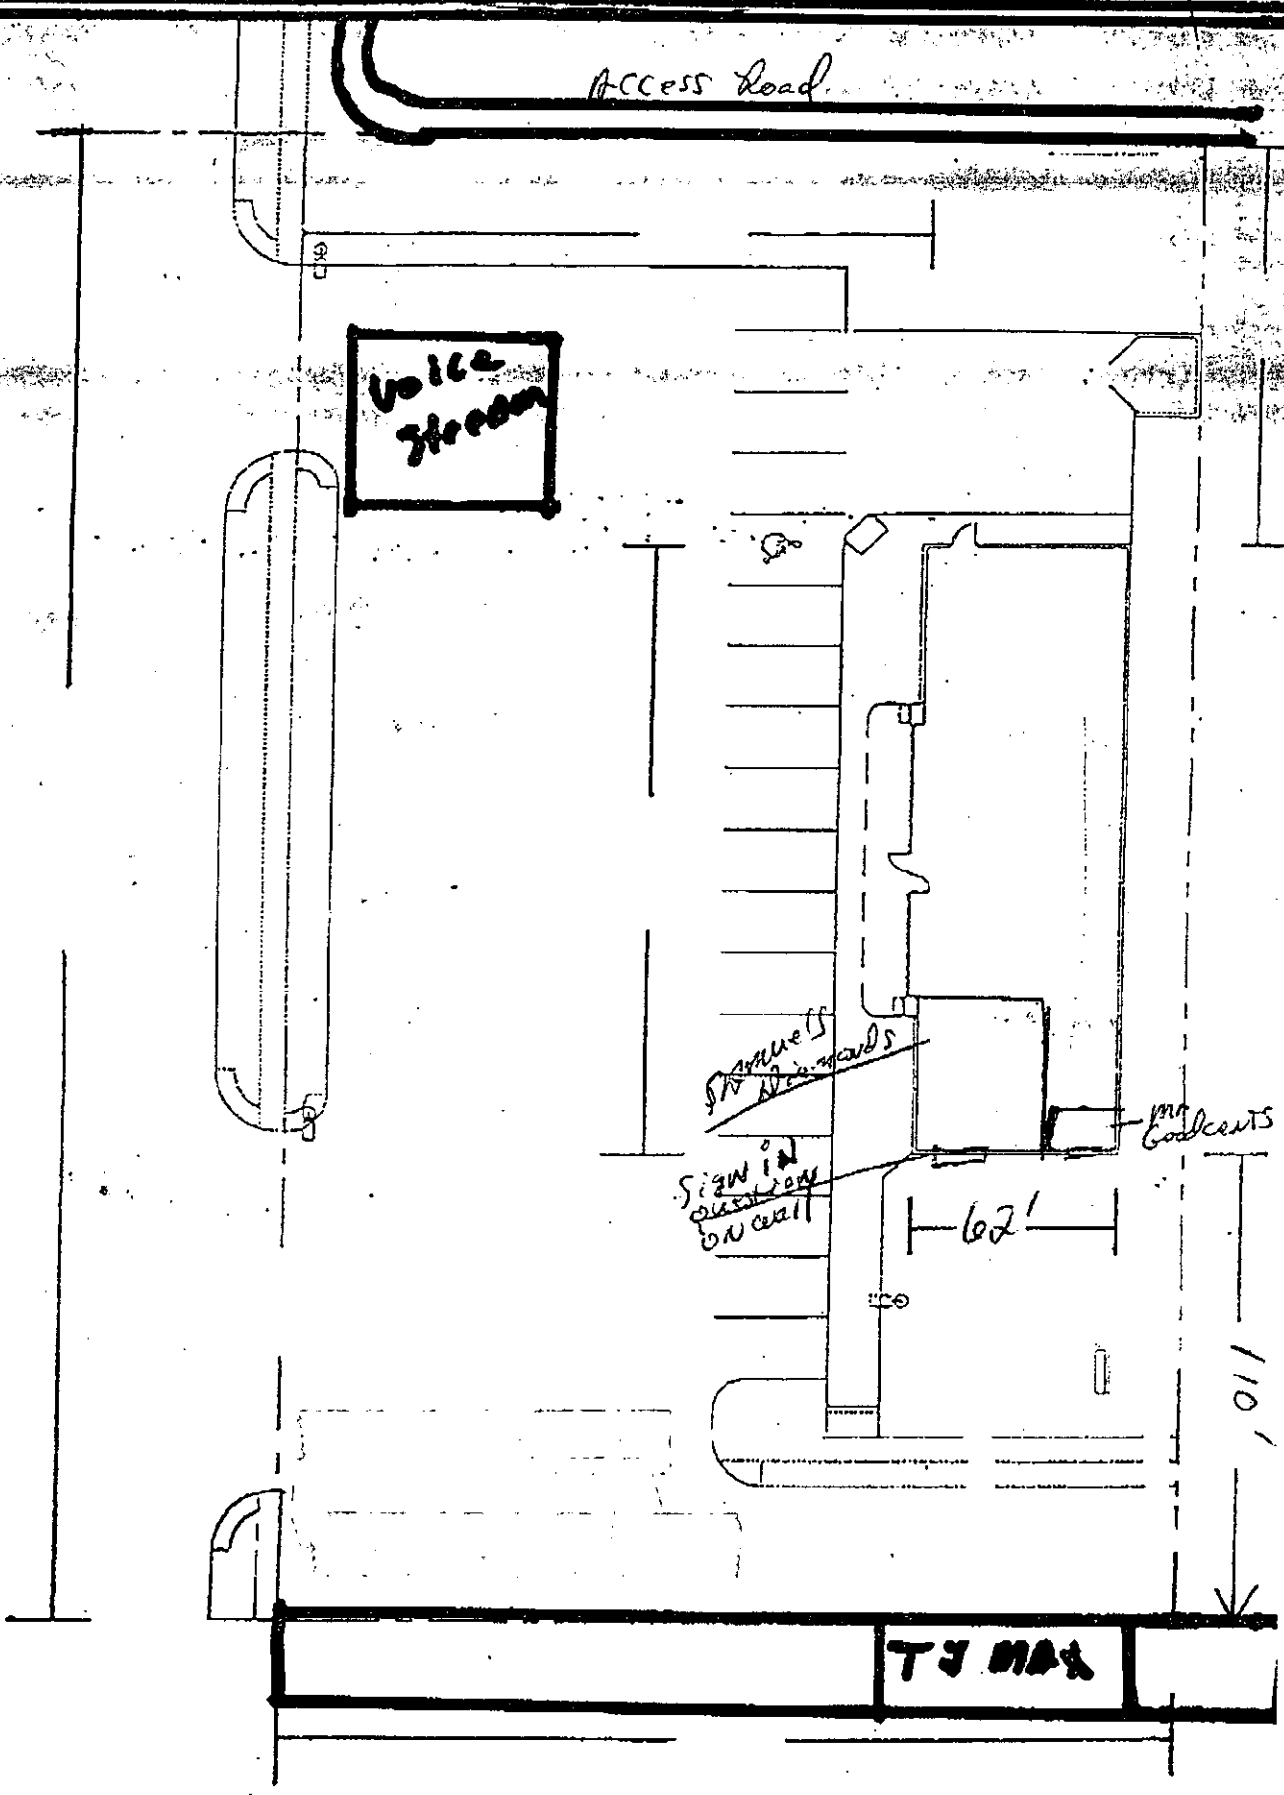 Access Road
Voice
Stream
Samuels
Diamonds
Mr
Goodcents
Sign in
question
on wall
62'
110'
TJ MAX